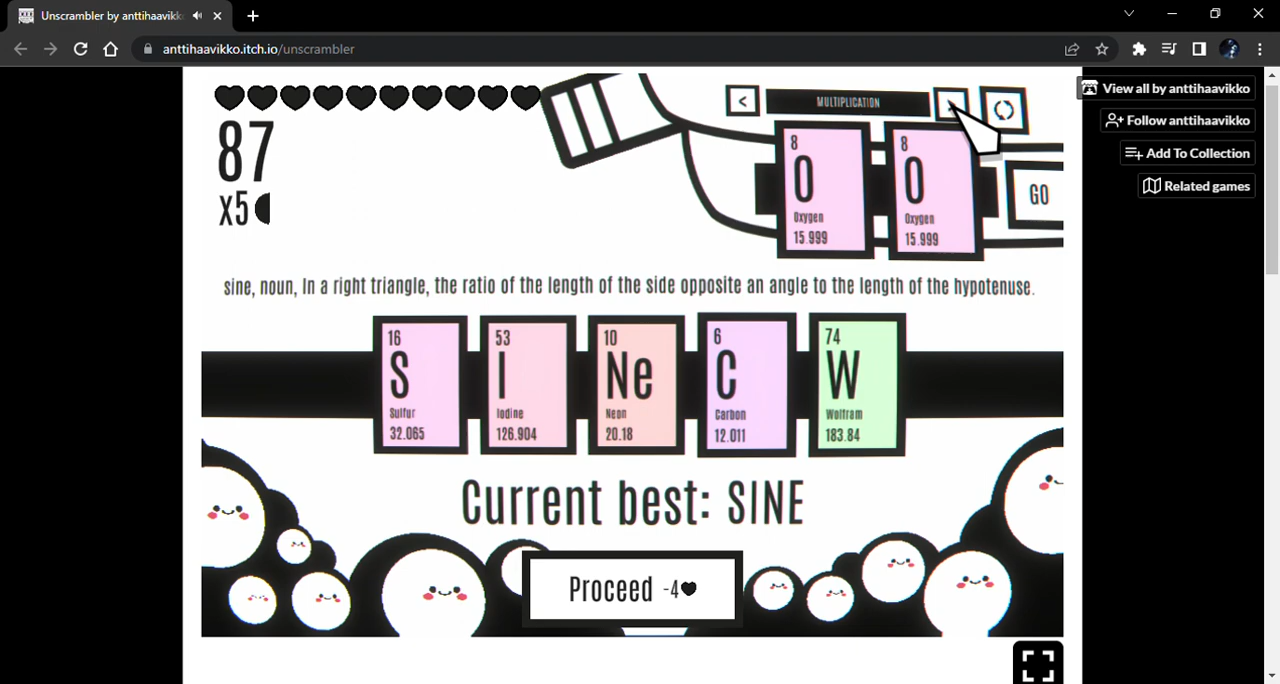 Unscrambler by anttihaavikk
anttihaavikko.itch.io/unscrambler
View all by anttihaavikko
Follow anttihaavikko
Add To Collection
Related games
87
x5
< MULTIPLICATION
8
O
Oxygen
15.999
8
O
Oxygen
15.999
GO
sine, noun, In a right triangle, the ratio of the length of the side opposite an angle to the length of the hypotenuse.
16
S
Sulfur
32.065
53
I
Iodine
126.904
10
Ne
Neon
20.18
6
C
Carbon
12.011
74
W
Wolfram
183.84
Current best: SINE
Proceed -4